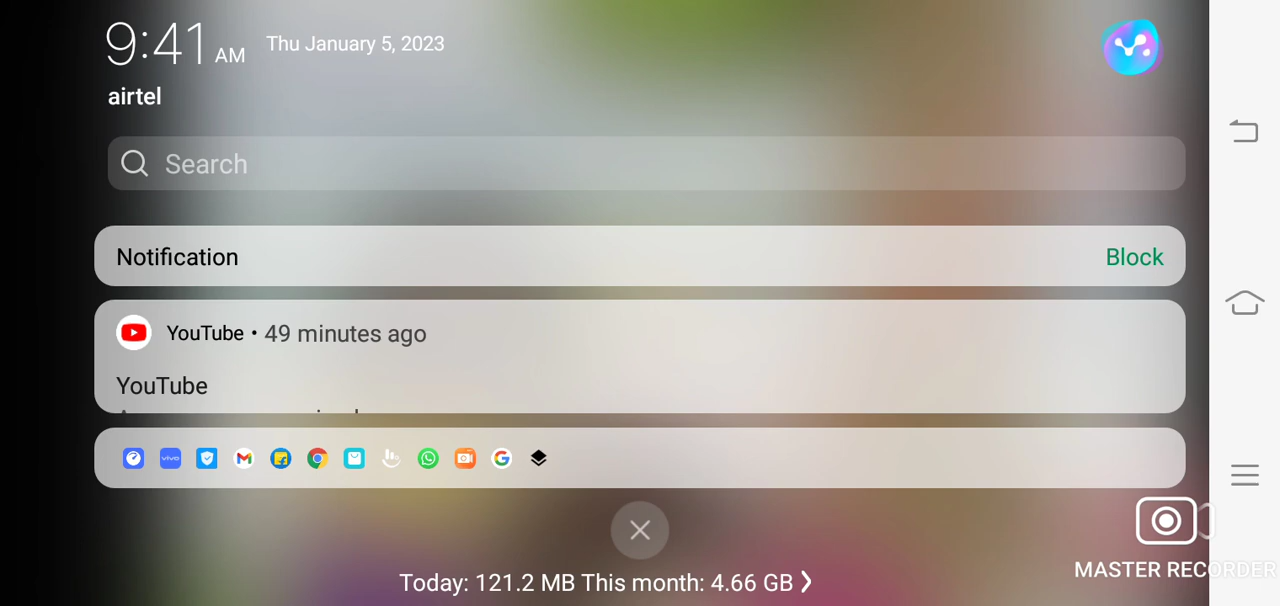 9:41 AM Thu January 5, 2023
airtel
Search
Notification Block
YouTube • 49 minutes ago
YouTube
vivo
Today: 121.2 MB This month: 4.66 GB
MASTER RECORDER